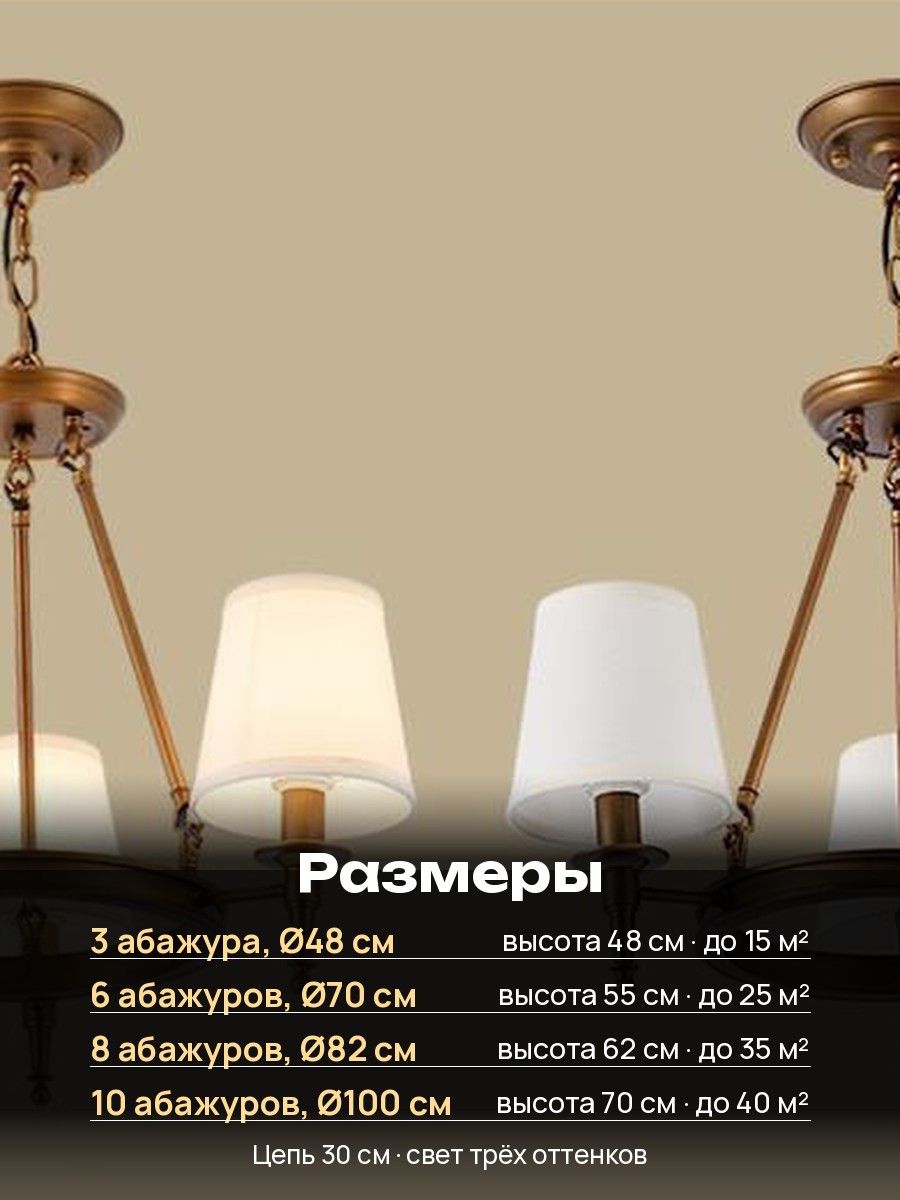 Размеры
3 абажура, Ø48 см высота 48 см · до 15 м²
6 абажуров, Ø70 см высота 55 см · до 25 м²
8 абажуров, Ø82 см высота 62 см · до 35 м²
10 абажуров, Ø100 см высота 70 см · до 40 м²
Цепь 30 см · свет трёх оттенков